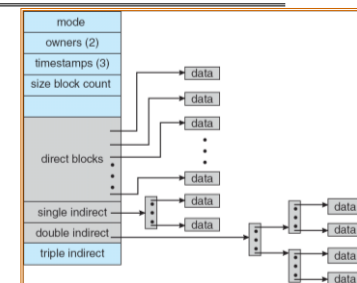 mode
owners (2)
timestamps (3)
size block count
direct blocks
single indirect
double indirect
triple indirect
data
data
data
data
data
data
data
data
data
data